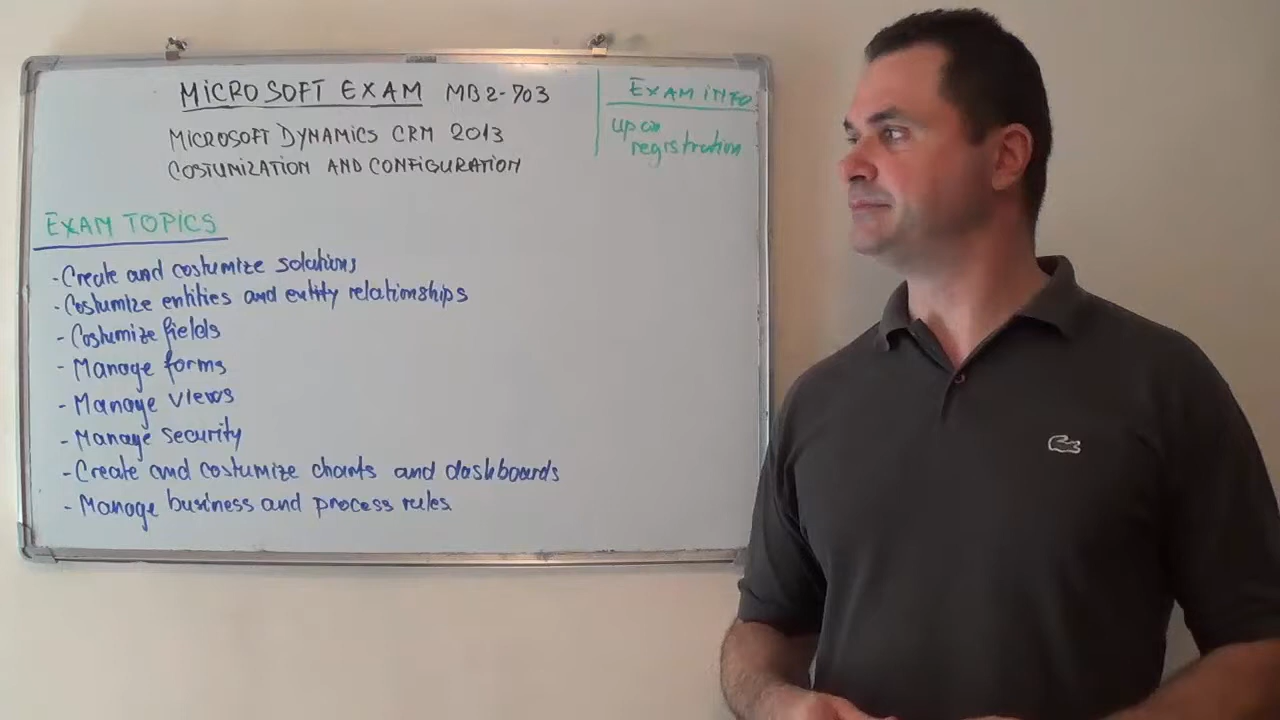 MICROSOFT EXAM MB2-703
MICROSOFT DYNAMICS CRM 2013
COSTUMIZATION AND CONFIGURATION
EXAM INFO
upon
registration
EXAM TOPICS
- Create and costumize solutions
- Costumize entities and entity relationships
- Costumize fields
- Manage forms
- Manage views
- Manage security
- Create and costumize charts and dashboards
- Manage business and process rules